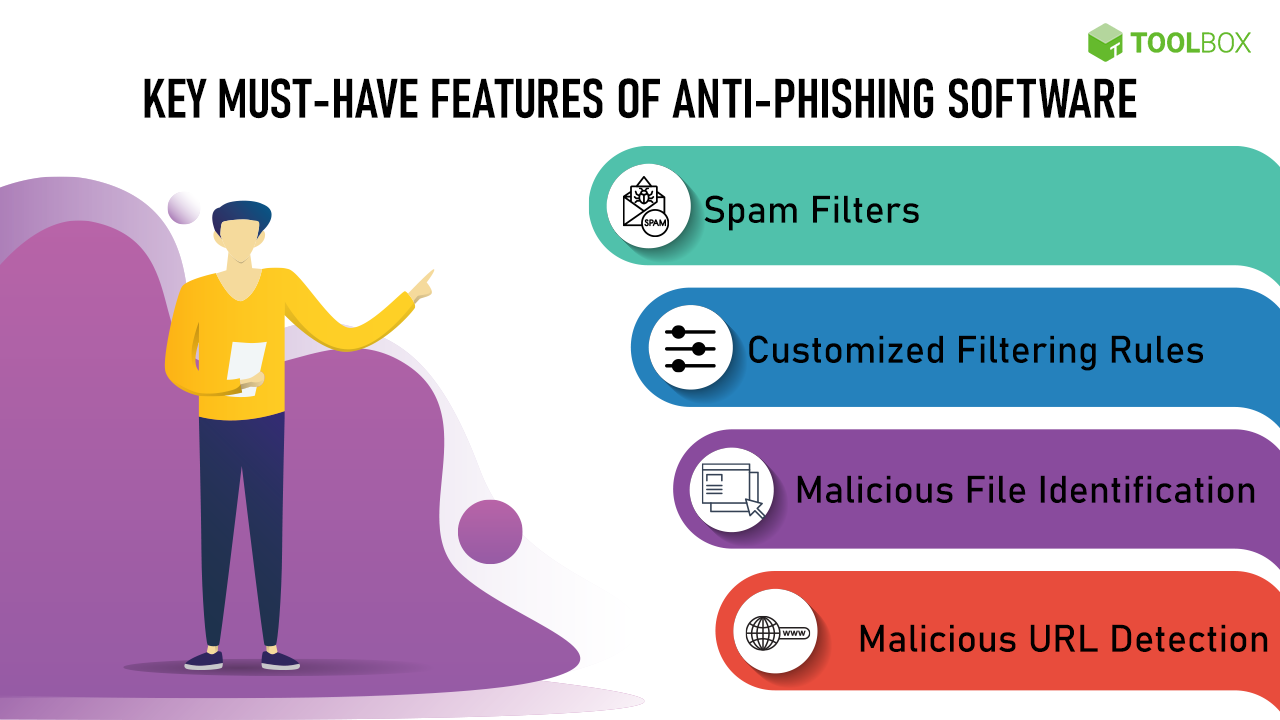 TOOLBOX
KEY MUST-HAVE FEATURES OF ANTI-PHISHING SOFTWARE
SPAM
Spam Filters
Customized Filtering Rules
Malicious File Identification
www
Malicious URL Detection